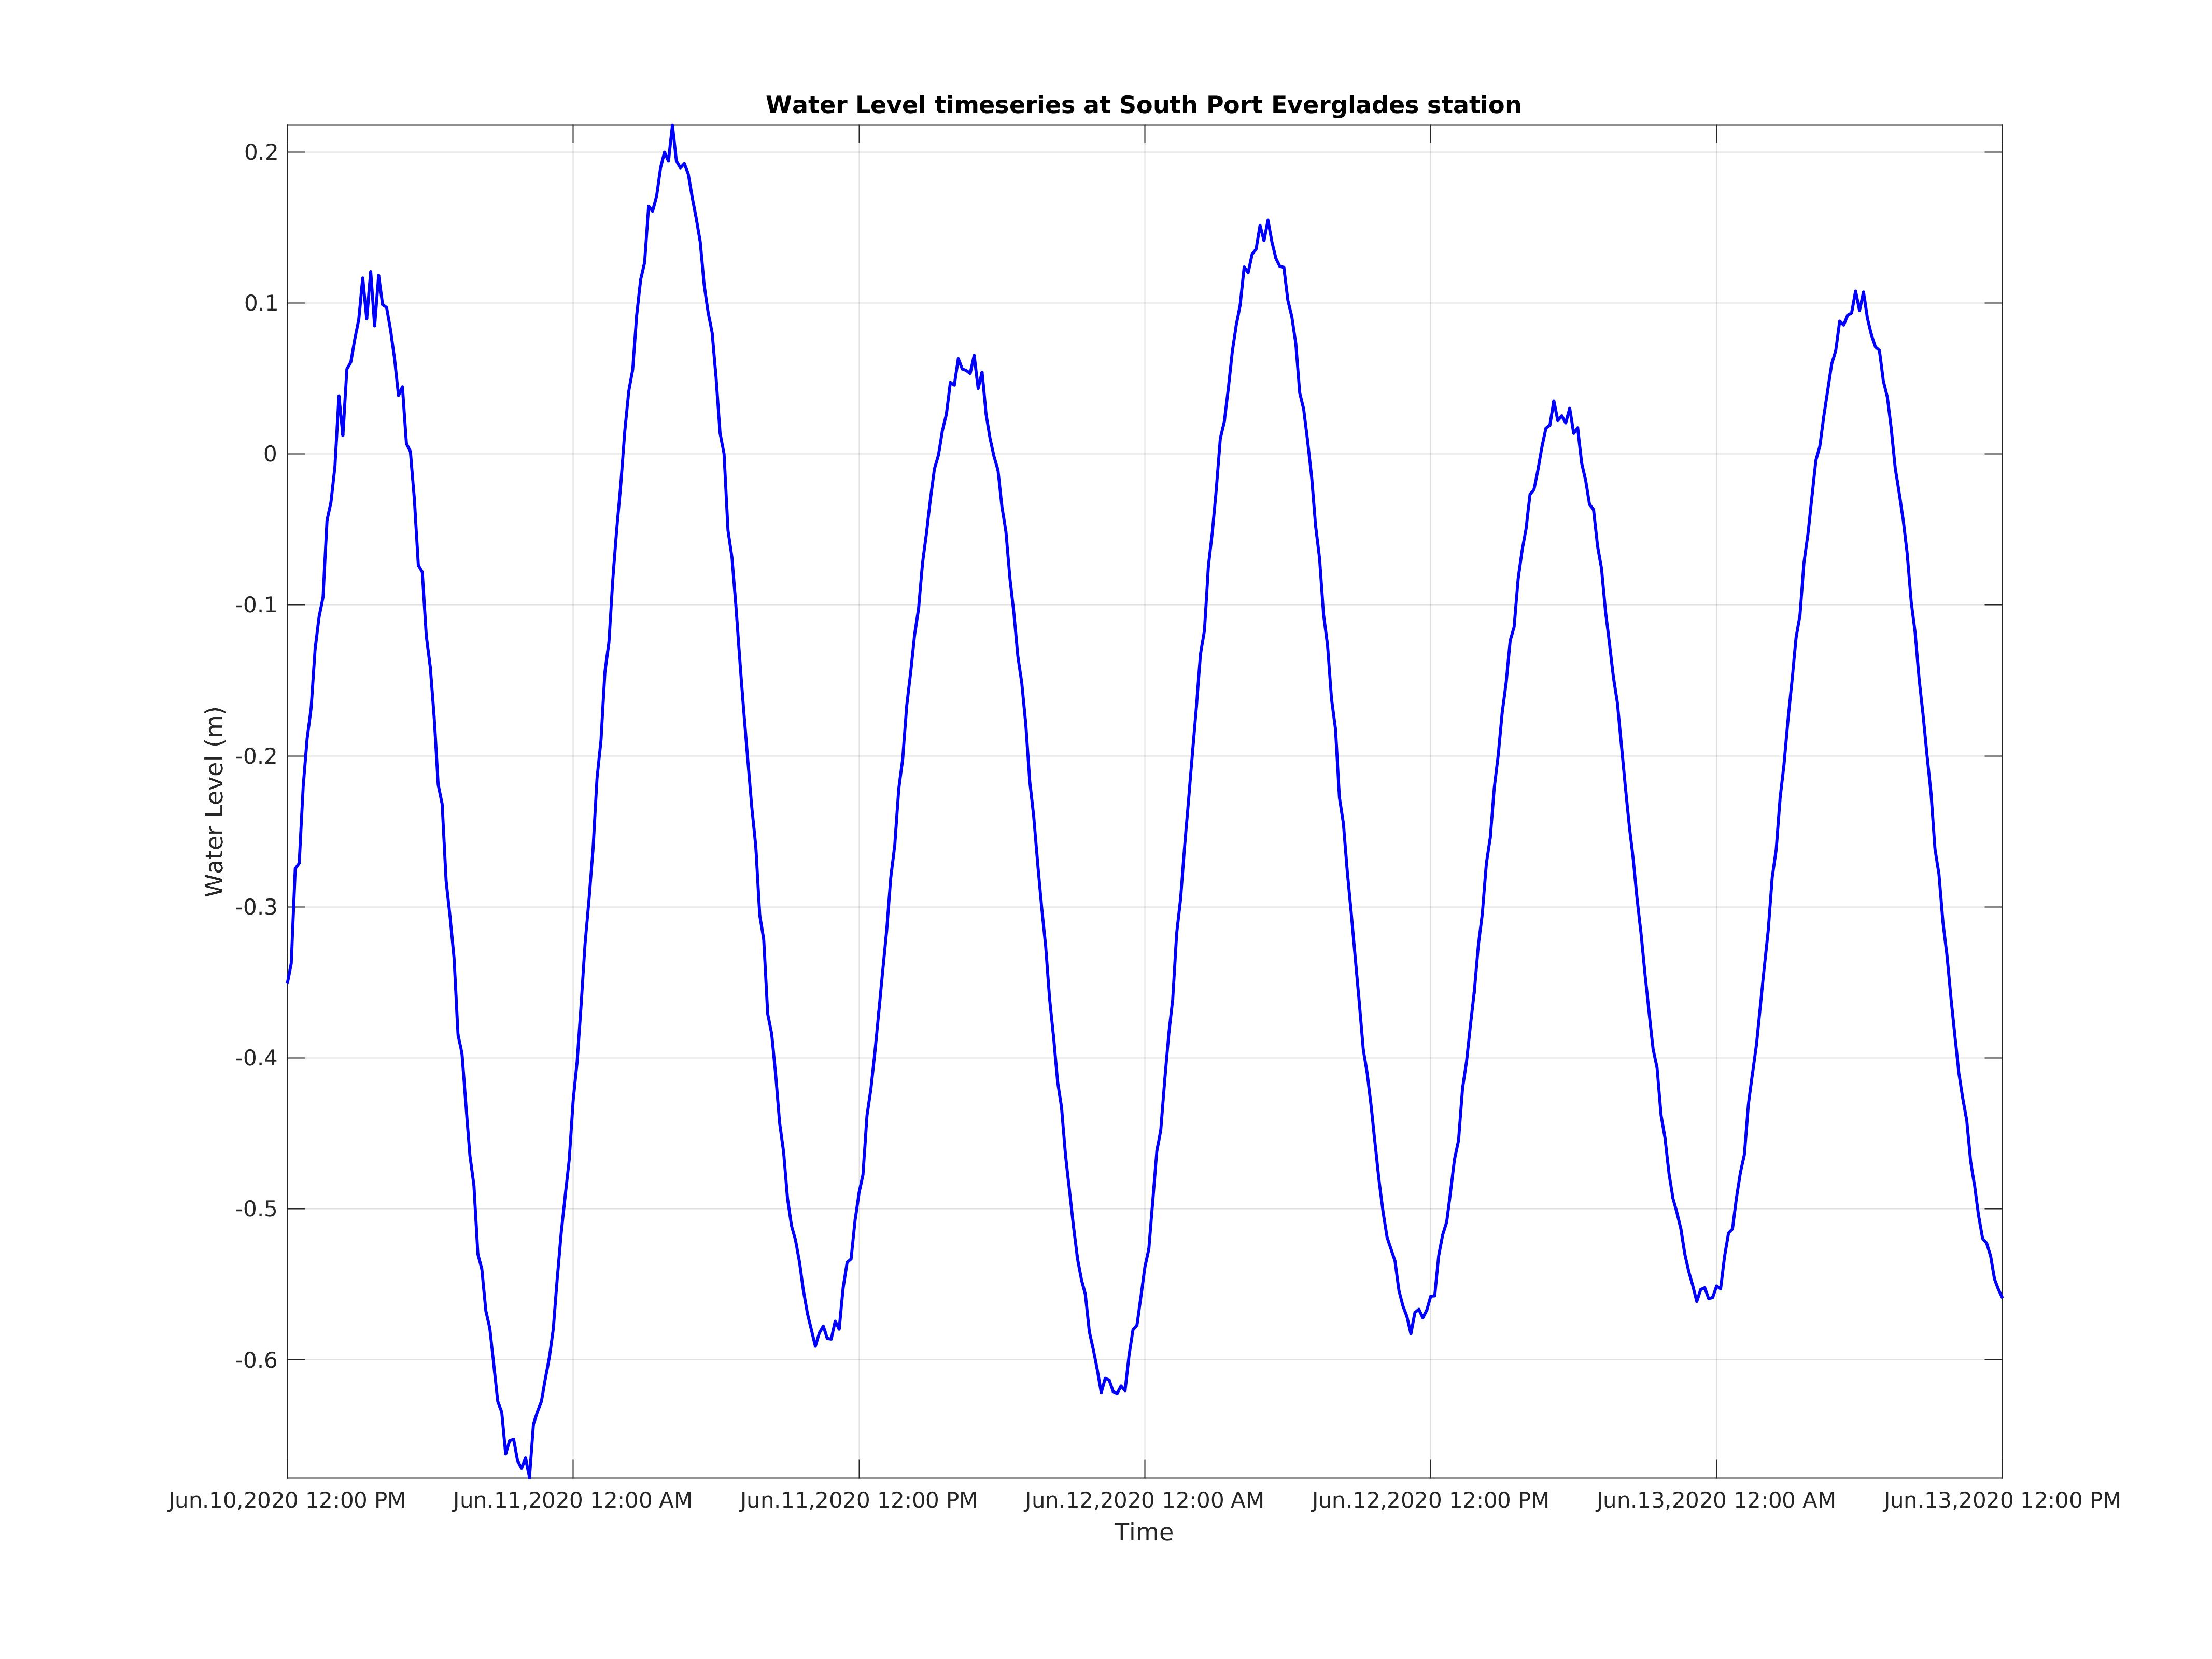 Water Level timeseries at South Port Everglades station
0.2
0.1
0
-0.1
-0.2
-0.3
-0.4
-0.5
-0.6
Water Level (m)
Jun.10,2020 12:00 PM
Jun.11,2020 12:00 AM
Jun.11,2020 12:00 PM
Jun.12,2020 12:00 AM
Jun.12,2020 12:00 PM
Jun.13,2020 12:00 AM
Jun.13,2020 12:00 PM
Time